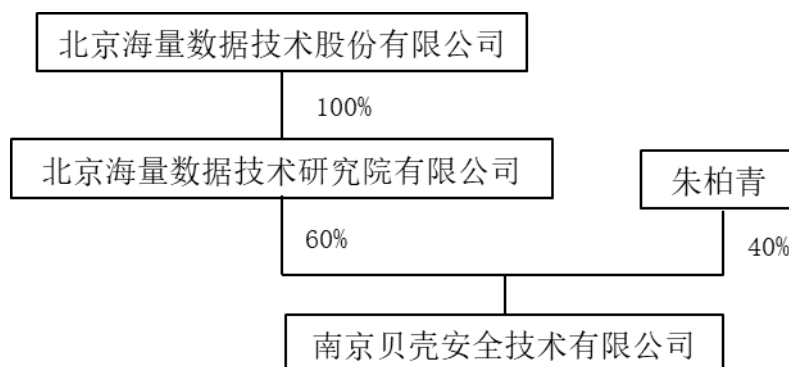 北京海量数据技术股份有限公司
100%
北京海量数据技术研究院有限公司
朱柏青
60%
40%
南京贝壳安全技术有限公司